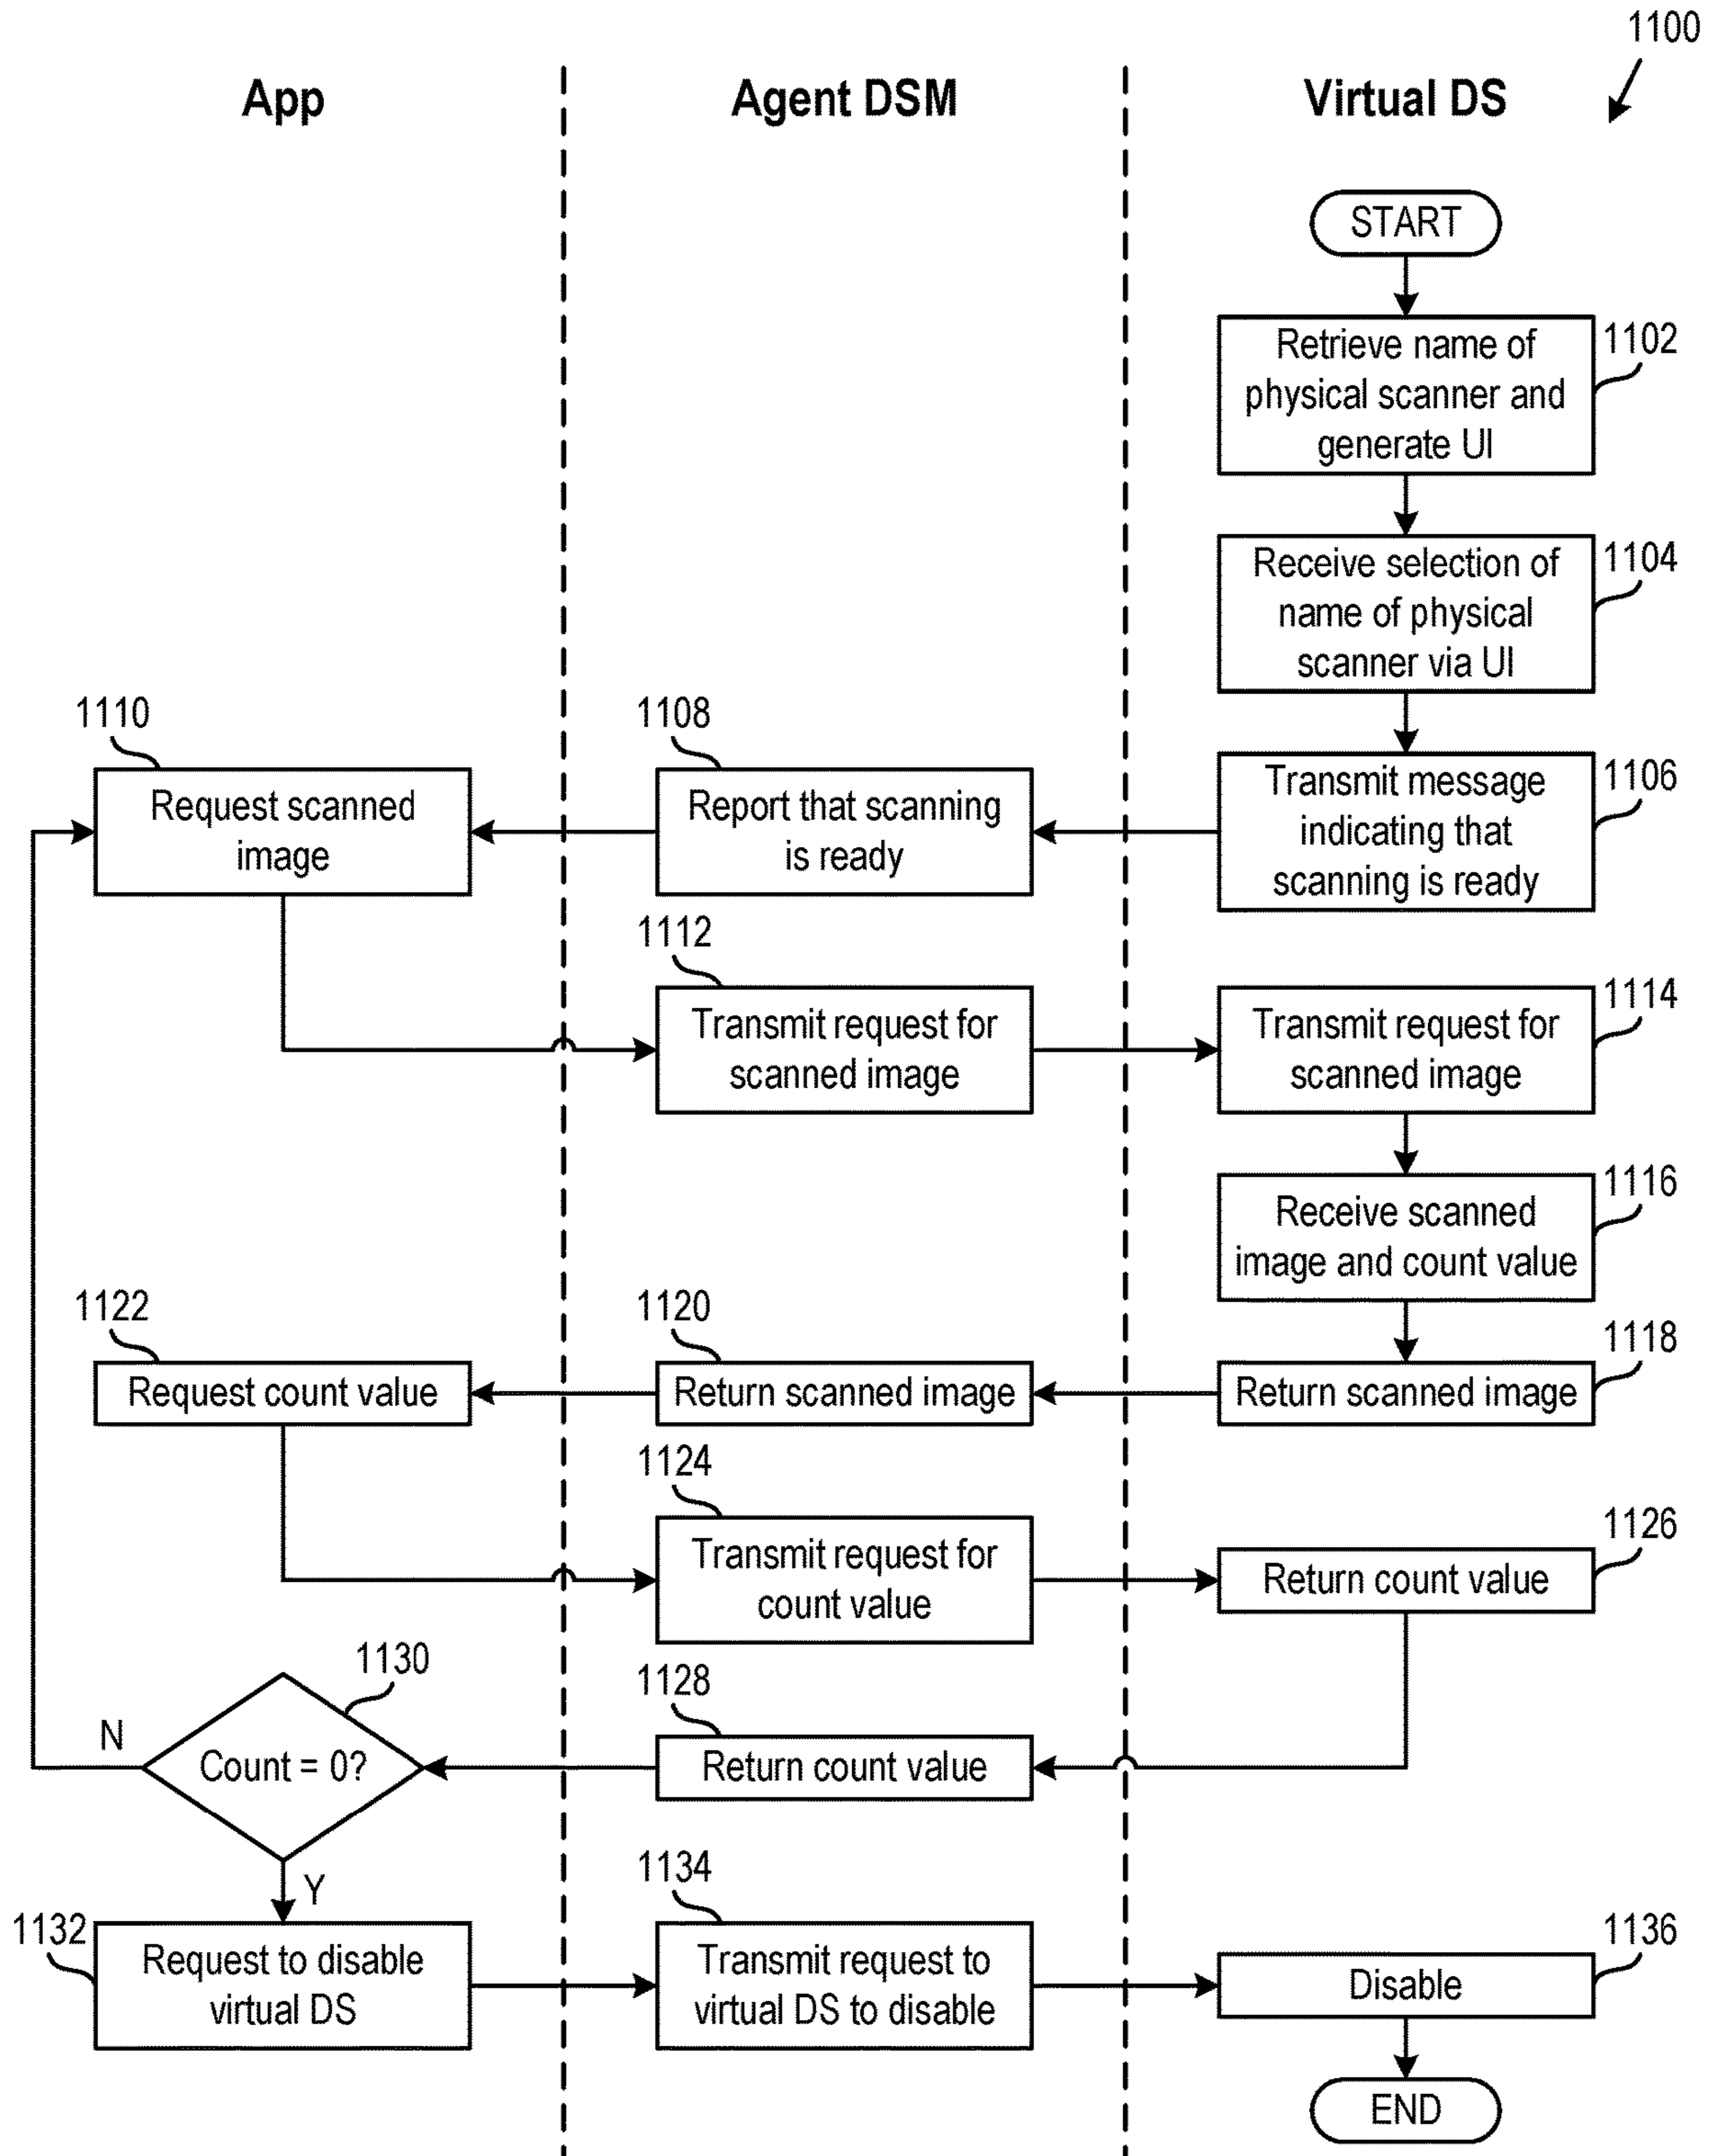 1100
App
Agent DSM
Virtual DS
START
1102
Retrieve name of
physical scanner and
generate UI
1104
Receive selection of
name of physical
scanner via UI
1106
Transmit message
indicating that
scanning is ready
1108
Report that scanning
is ready
1110
Request scanned
image
1112
Transmit request for
scanned image
1114
Transmit request for
scanned image
1116
Receive scanned
image and count value
1118
Return scanned image
1120
Return scanned image
1122
Request count value
1124
Transmit request for
count value
1126
Return count value
1128
Return count value
1130
Count = 0?
N
Y
1132
Request to disable
virtual DS
1134
Transmit request to
virtual DS to disable
1136
Disable
END